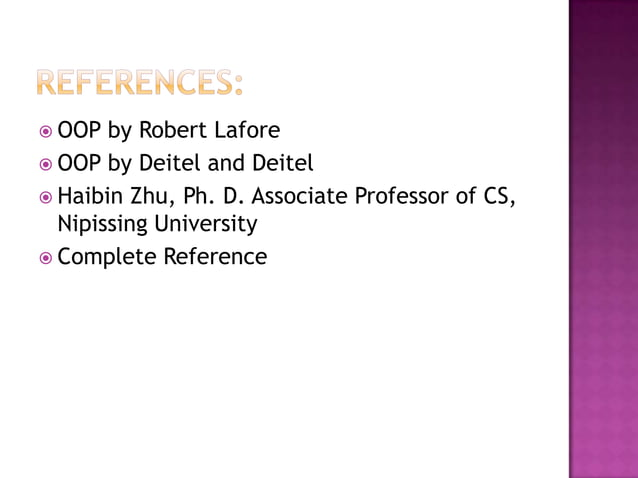 REFERENCES:
OOP by Robert Lafore
OOP by Deitel and Deitel
Haibin Zhu, Ph. D. Associate Professor of CS,
Nipissing University
Complete Reference